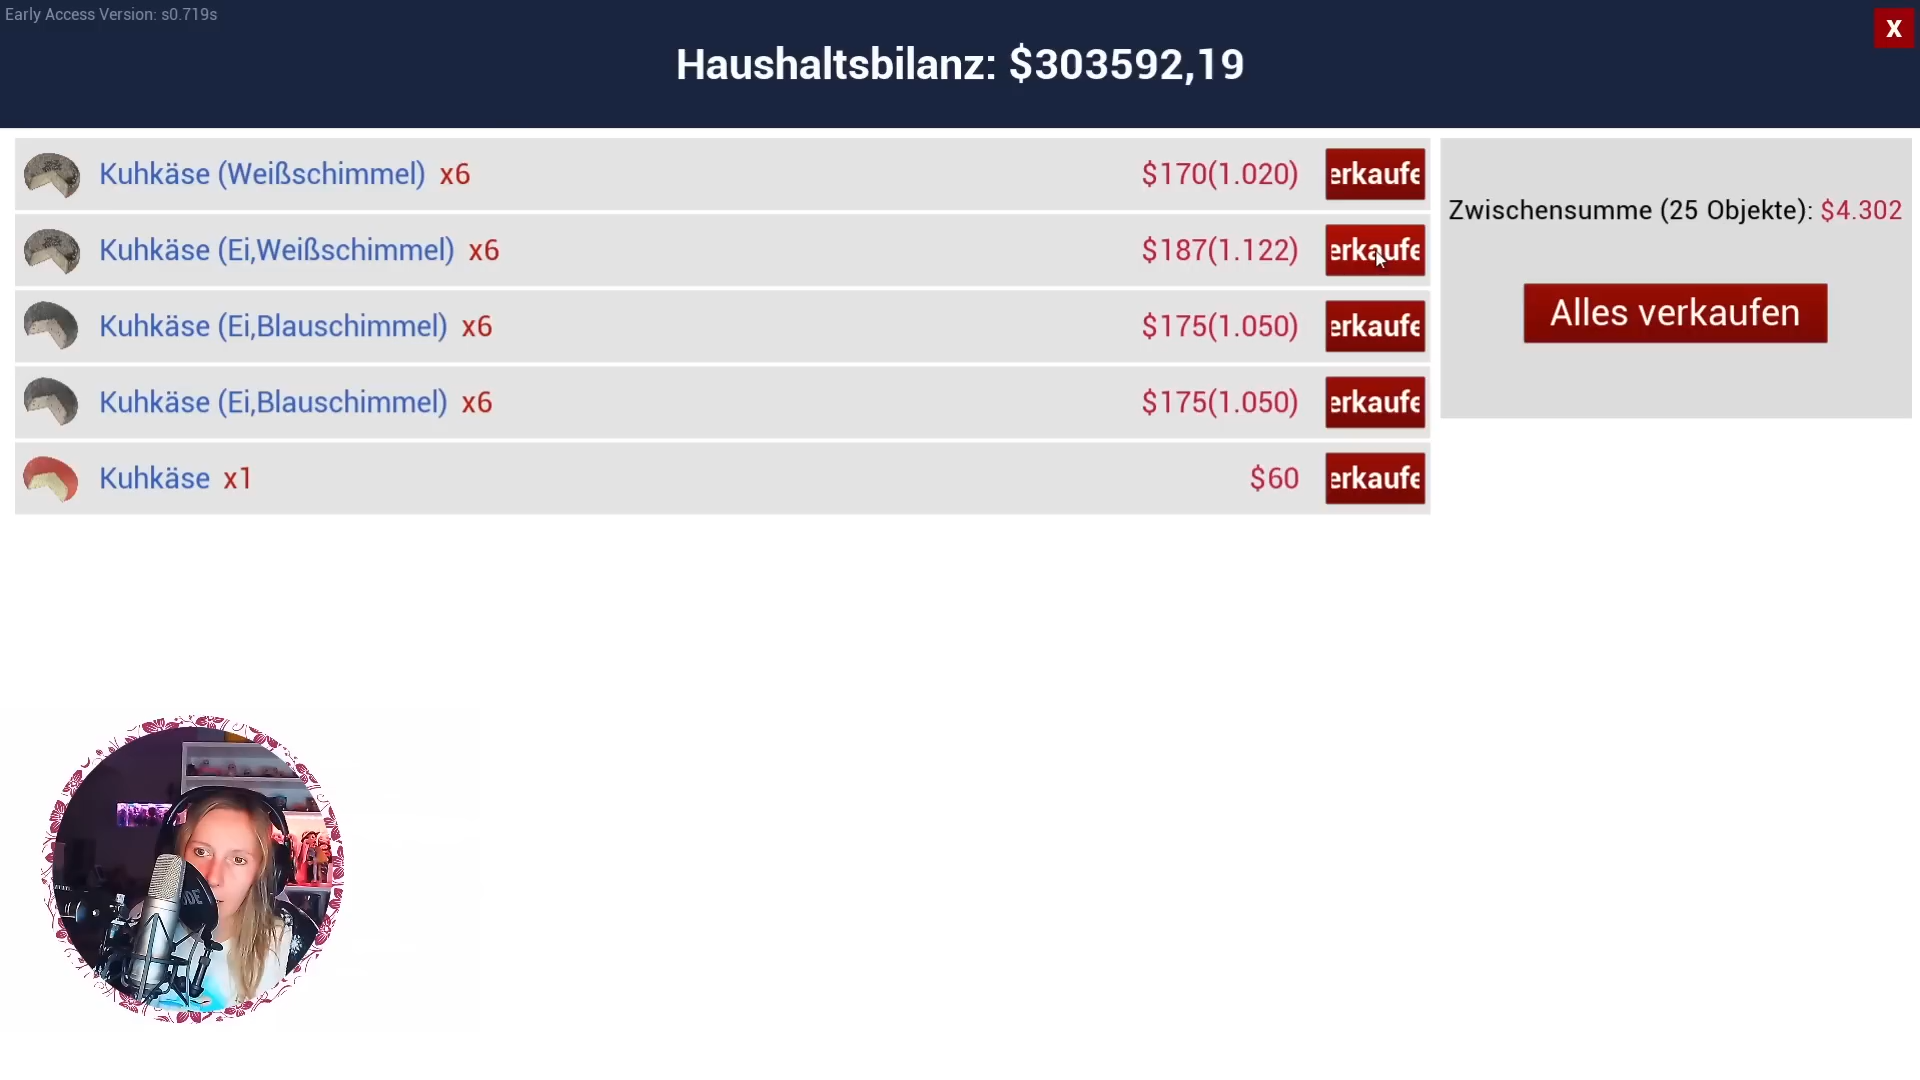 Early Access Version: s0.719s
X
Haushaltsbilanz: $303592,19
Kuhkäse (Weißschimmel) x6 $170(1.020) erkaufe
Kuhkäse (Ei,Weißschimmel) x6 $187(1.122) erkaufe
Kuhkäse (Ei,Blauschimmel) x6 $175(1.050) erkaufe
Kuhkäse (Ei,Blauschimmel) x6 $175(1.050) erkaufe
Kuhkäse x1 $60 erkaufe
Zwischensumme (25 Objekte): $4.302
Alles verkaufen